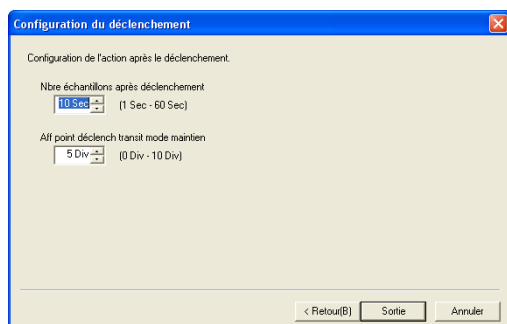 Configuration du déclenchement
Configuration de l'action après le déclenchement.
Nbre échantillons après déclenchement
10 Sec (1 Sec - 60 Sec)
Aff point déclench transit mode maintien
5 Div (0 Div - 10 Div)
< Retour(B) Sortie Annuler